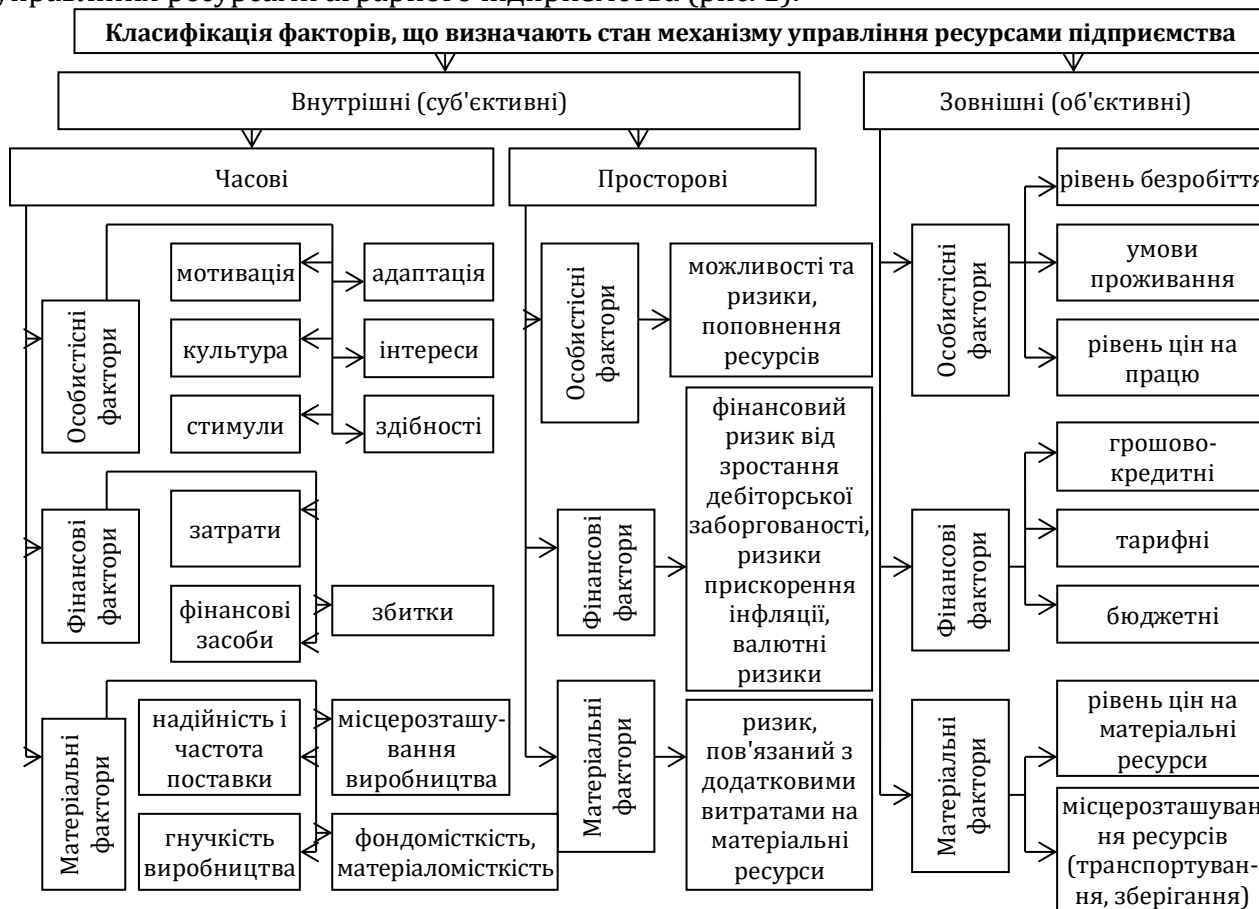 управління ресурсами аграрного підприємства (рис. 1).
Класифікація факторів, що визначають стан механізму управління ресурсами підприємства
Внутрішні (суб'єктивні)
Зовнішні (об'єктивні)
Часові
Просторові
Особистісні
фактори
мотивація
адаптація
культура
інтереси
стимули
здібності
Фінансові
фактори
затрати
фінансові
засоби
збитки
Матеріальні
фактори
надійність і
частота
поставки
місцерозташу-
вання
виробництва
гнучкість
виробництва
фондомісткість,
матеріаломісткість
Особистісні
фактори
можливості та
ризики,
поповнення
ресурсів
Фінансові
фактори
фінансовий
ризик від
зростання
дебіторської
заборгованості,
ризики
прискорення
інфляції,
валютні
ризики
Матеріальні
фактори
ризик,
пов'язаний з
додатковими
витратами на
матеріальні
ресурси
Особистісні
фактори
рівень безробіття
умови
проживання
рівень цін на
працю
Фінансові
фактори
грошово-
кредитні
тарифні
бюджетні
Матеріальні
фактори
рівень цін на
матеріальні
ресурси
місцерозташуван
ня ресурсів
(транспортуван-
ня, зберігання)